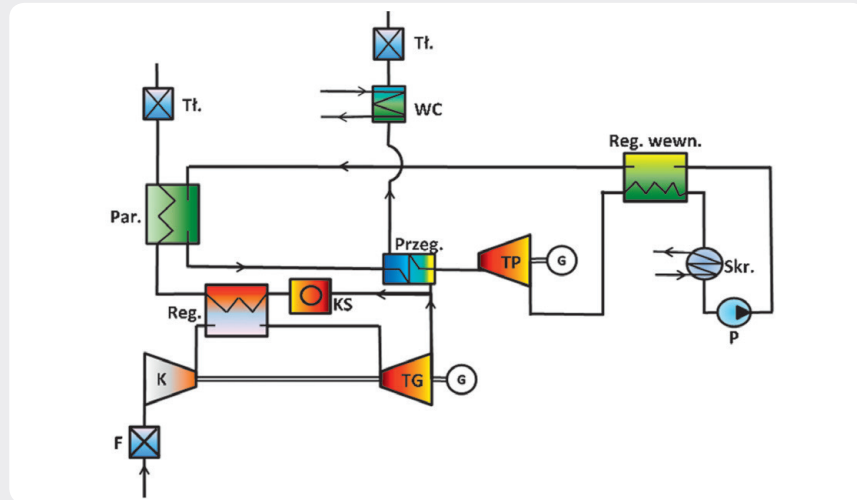 Tł.
Tł.
WC
Reg. wewn.
Par.
Przeg.
TP
G
Skr.
KS
Reg.
P
K
TG
G
F